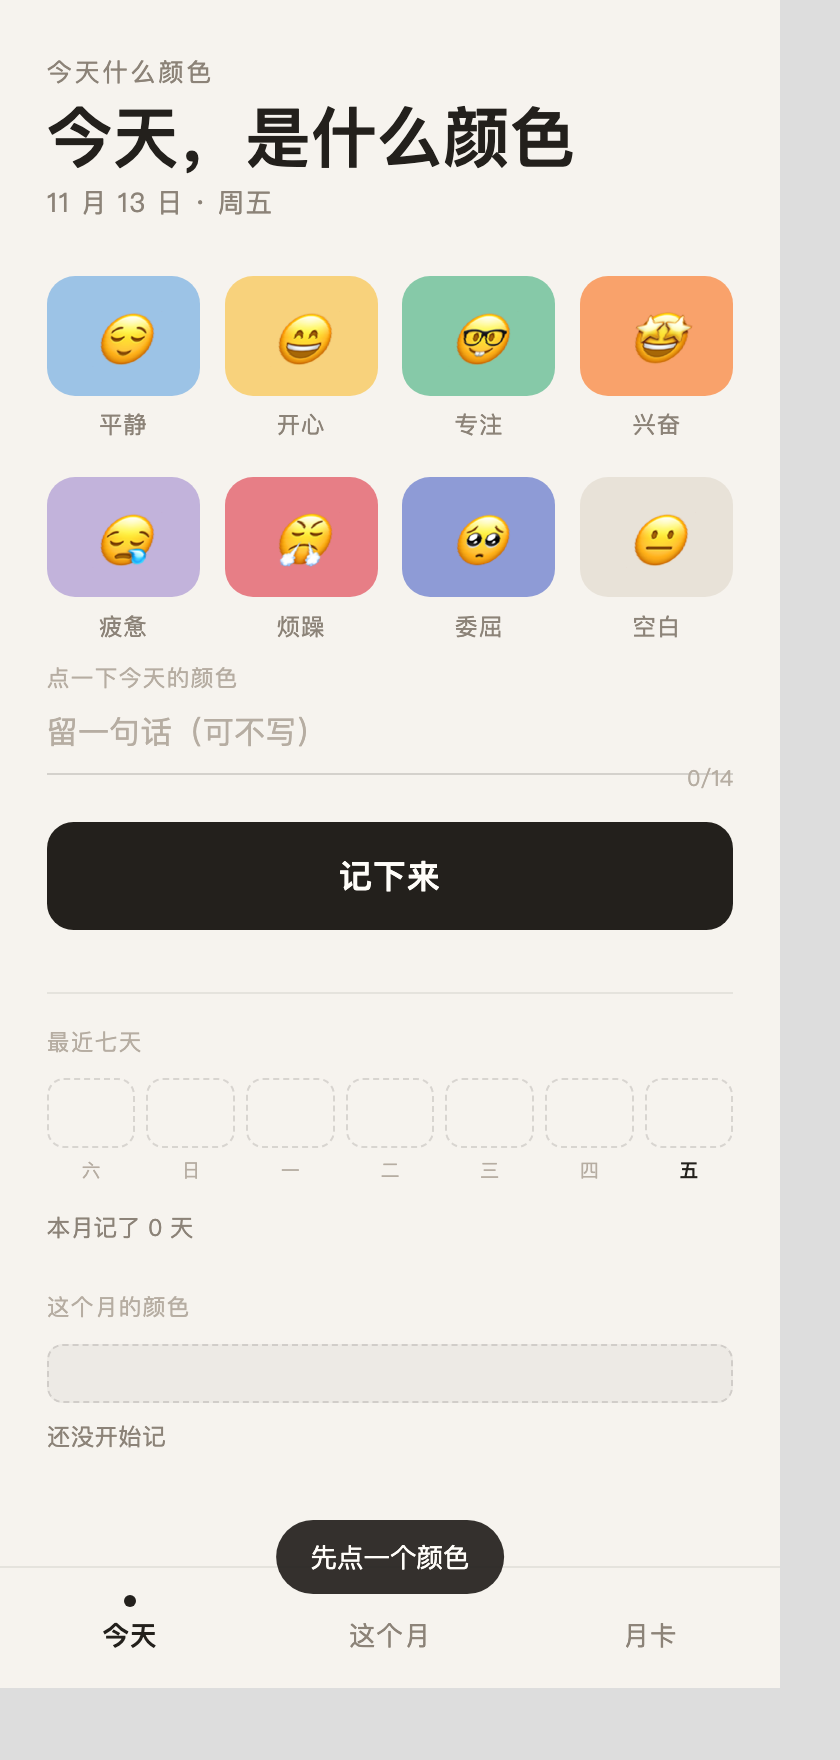 今天什么颜色
今天，是什么颜色
11 月 13 日 · 周五
平静 开心 专注 兴奋
疲惫 烦躁 委屈 空白
点一下今天的颜色
留一句话（可不写）
0/14
记下来
最近七天
六 日 一 二 三 四 五
本月记了 0 天
这个月的颜色
还没开始记
先点一个颜色
今天 这个月 月卡